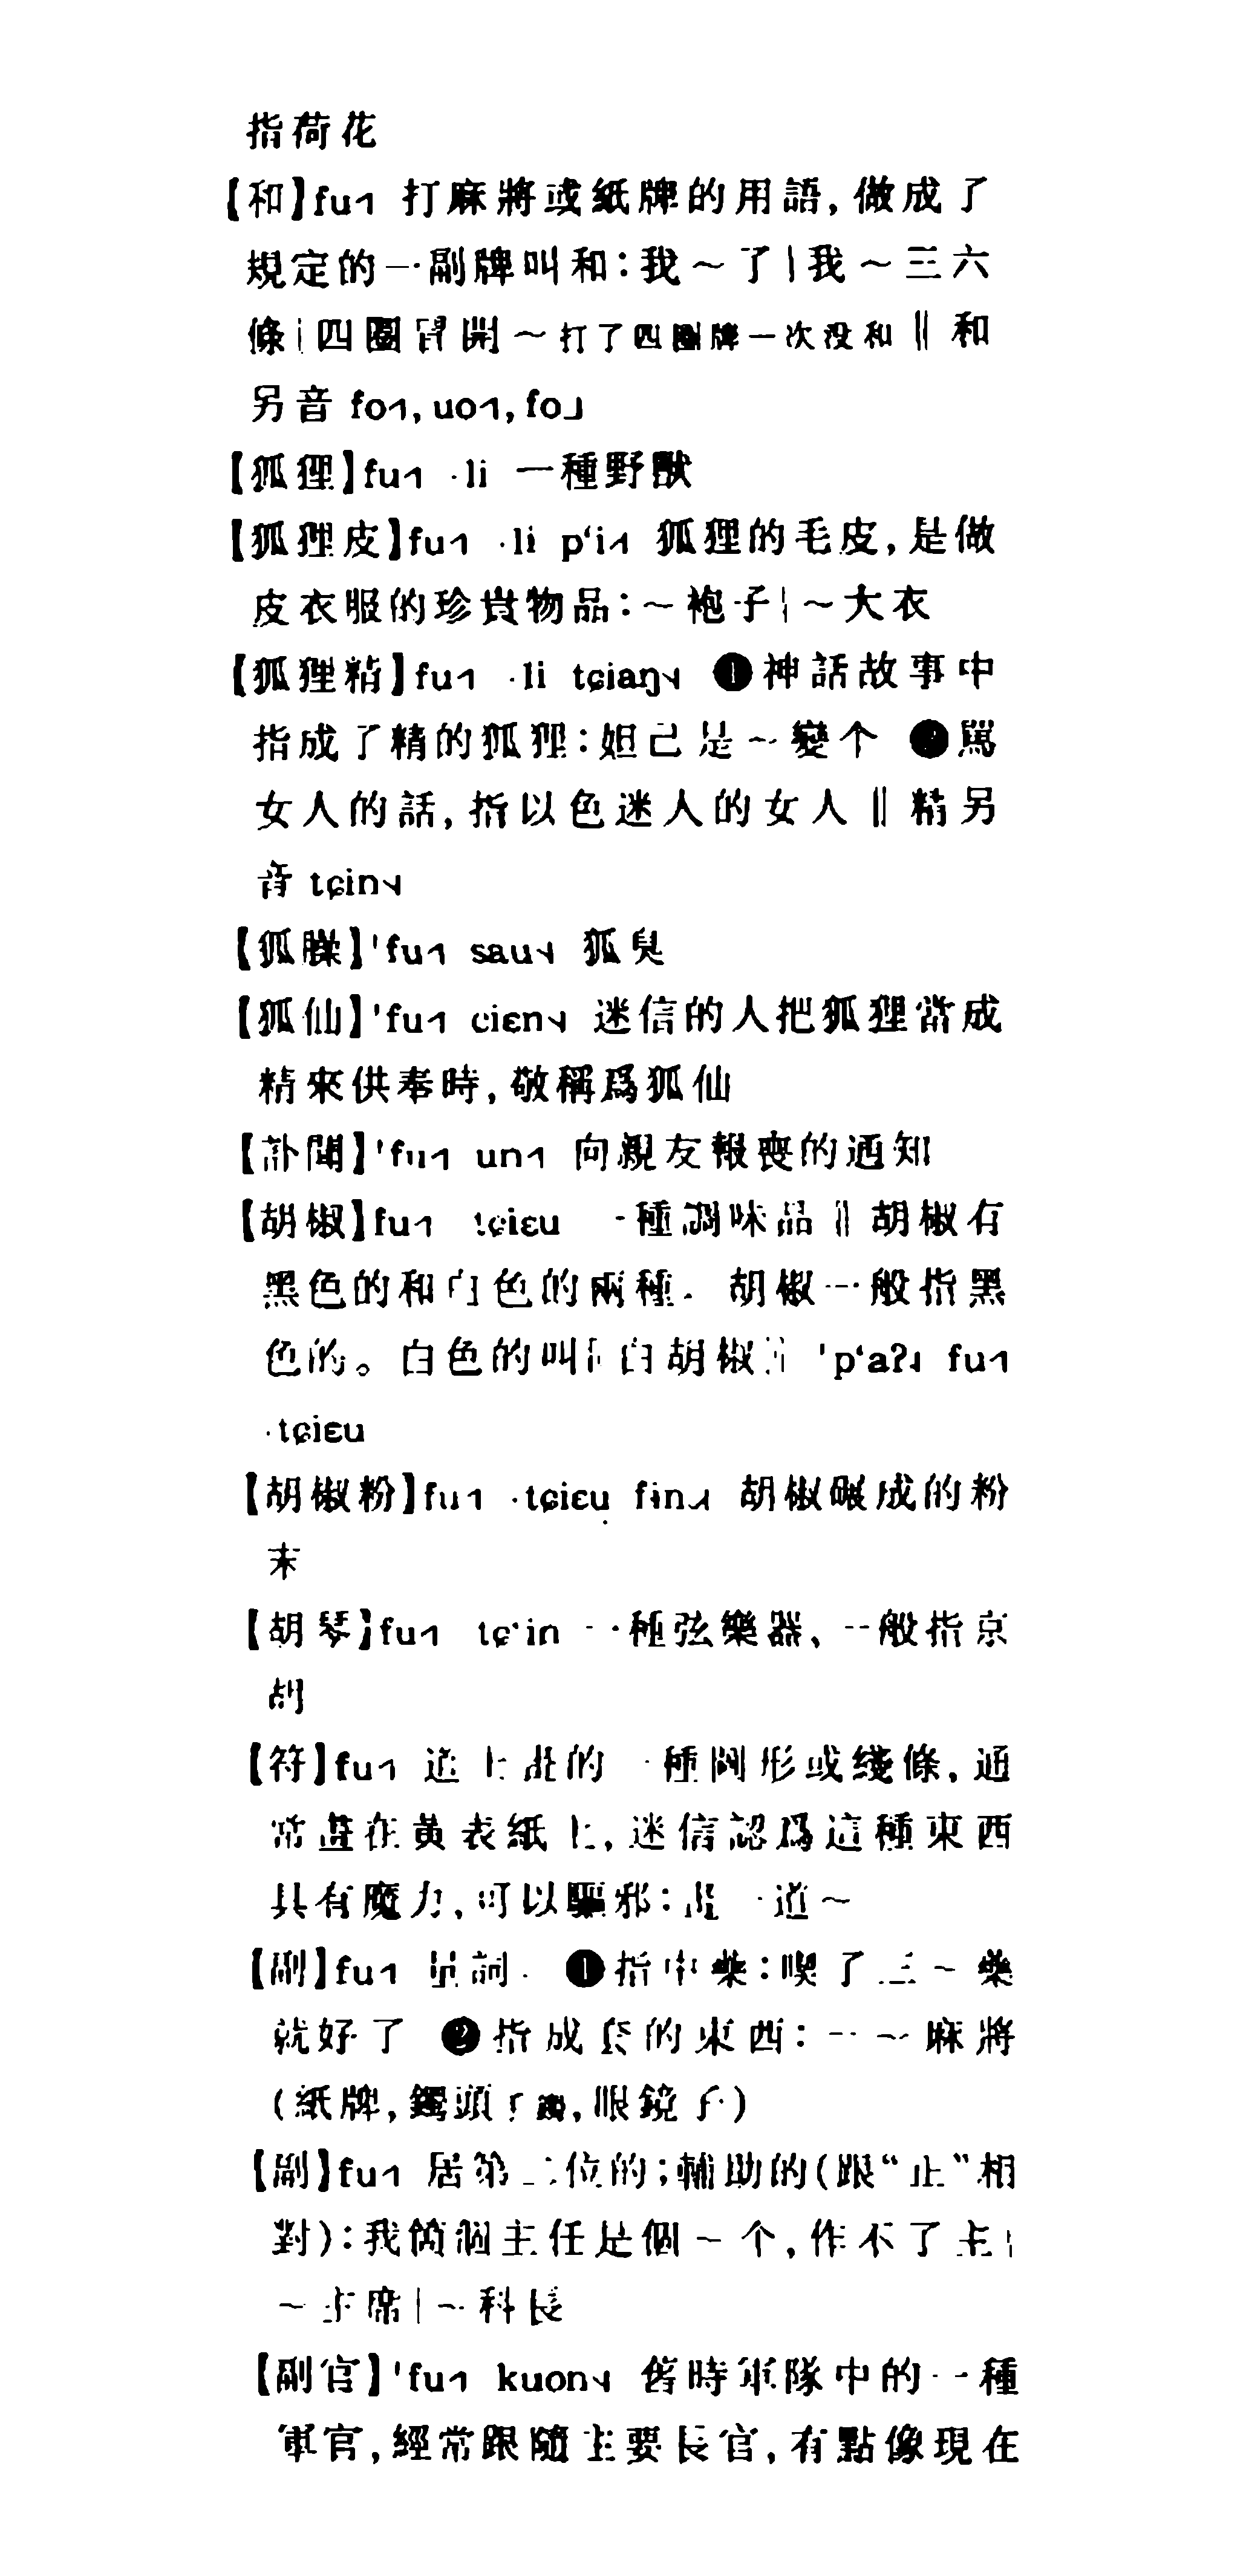 指荷花
【和】fu˧ 打麻將或紙牌的用語,做成了
規定的一副牌叫和:我～了|我～三六
條|四圈冒開～打了四圈牌一次没和 ‖ 和
另音 fo˧, uo˧, fo˩
【狐狸】fu˧ ·li 一種野獸
【狐狸皮】fu˧ ·li p‘i˧ 狐狸的毛皮,是做
皮衣服的珍貴物品:～袍子|～大衣
【狐狸精】fu˧ ·li tɕiaŋ˧ ❶神話故事中
指成了精的狐狸:妲己是～變个 ❷罵
女人的話,指以色迷人的女人 ‖ 精另
音 tɕin˧
【狐臊】'fu˧ sau˧ 狐臭
【狐仙】'fu˧ ɕiɛn˧ 迷信的人把狐狸當成
精來供奉時,敬稱爲狐仙
【訃聞】'fu˧ un˧ 向親友報喪的通知
【胡椒】fu˧ tɕiɛu 一種調味品 ‖ 胡椒有
黑色的和白色的兩種。胡椒一般指黑
色的。白色的叫「白胡椒」 'p‘aʔ˩ fu˧
·tɕiɛu
【胡椒粉】fu˧ ·tɕiɛu fin˩ 胡椒碾成的粉
末
【胡琴】fu˧ tɕ‘in 一種弦樂器、一般指京
胡
【符】fu˧ 道士畫的一種圖形或綫條,通
常畫在黄表紙上,迷信認爲這種東西
具有魔力,可以驅邪:畫一道～
【副】fu˧ 量詞。❶指中藥:喫了三～藥
就好了 ❷指成套的東西:一～麻將
(紙牌,鐲頭,眼鏡子)
【副】fu˧ 居第二位的;輔助的(跟“正”相
對):我箇個主任是個～个,作不了主|
～主席|～科長
【副官】'fu˧ kuon˧ 舊時軍隊中的一種
軍官,經常跟隨主要長官,有點像現在